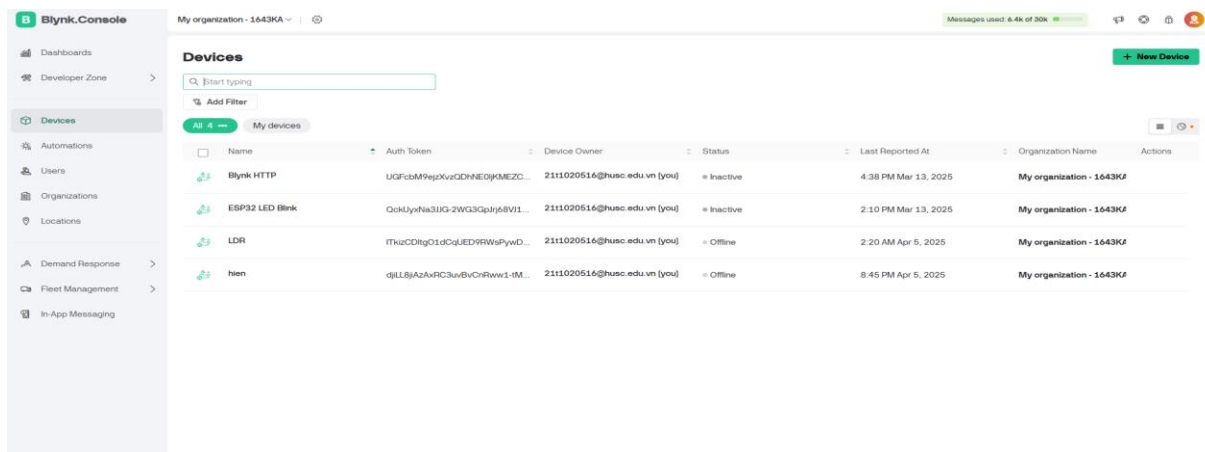 B Blynk.Console
My organization - 1643KA
Messages used: 6.4k of 30k
Dashboards
Developer Zone
Devices
Automations
Users
Organizations
Locations
Demand Response
Fleet Management
In-App Messaging
Devices
+ New Device
Start typing
Add Filter
All 4 ··· My devices
Name Auth Token Device Owner Status Last Reported At Organization Name Actions
Blynk HTTP 21t1020516@husc.edu.vn (you) Inactive 4:38 PM Mar 13, 2025 My organization - 1643KA
ESP32 LED Blink 21t1020516@husc.edu.vn (you) Inactive 2:10 PM Mar 13, 2025 My organization - 1643KA
LDR 21t1020516@husc.edu.vn (you) Offline 2:20 AM Apr 5, 2025 My organization - 1643KA
hien 21t1020516@husc.edu.vn (you) Offline 8:45 PM Apr 5, 2025 My organization - 1643KA